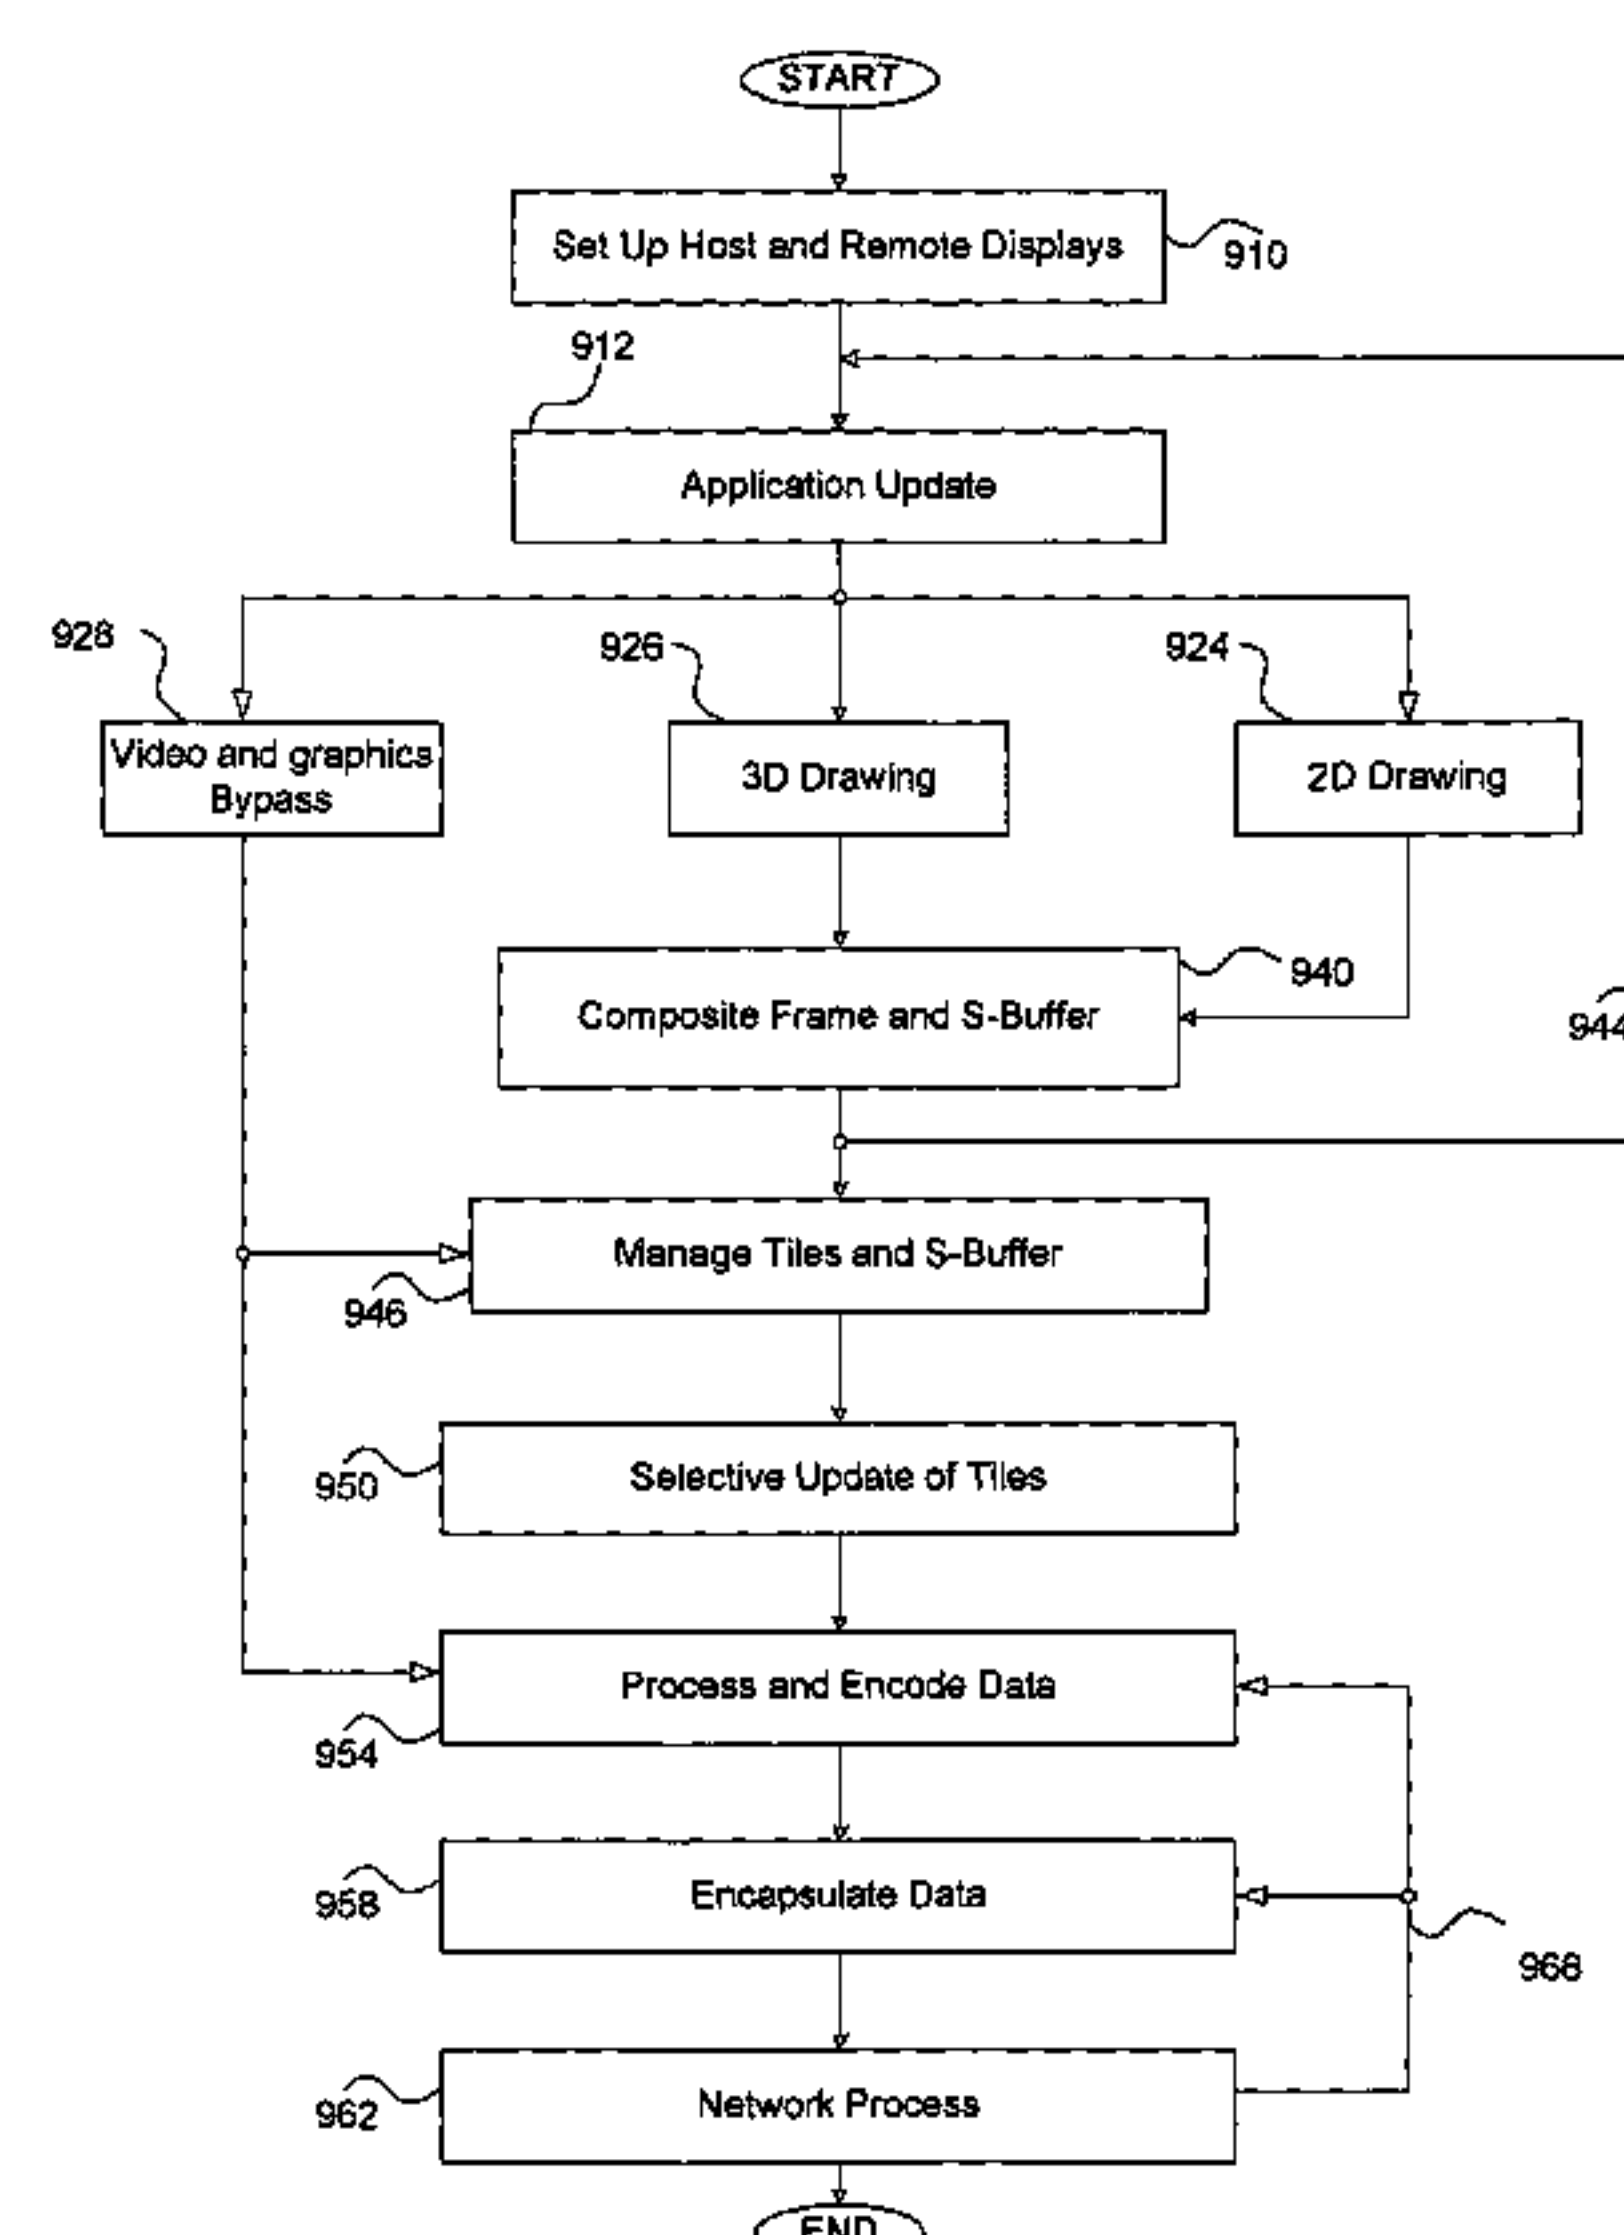 START
Set Up Host and Remote Displays
910
912
Application Update
928
926
924
Video and graphics
Bypass
3D Drawing
2D Drawing
940
Composite Frame and S-Buffer
944
Manage Tiles and S-Buffer
946
Selective Update of Tiles
950
Process and Encode Data
954
Encapsulate Data
958
968
Network Process
962
END